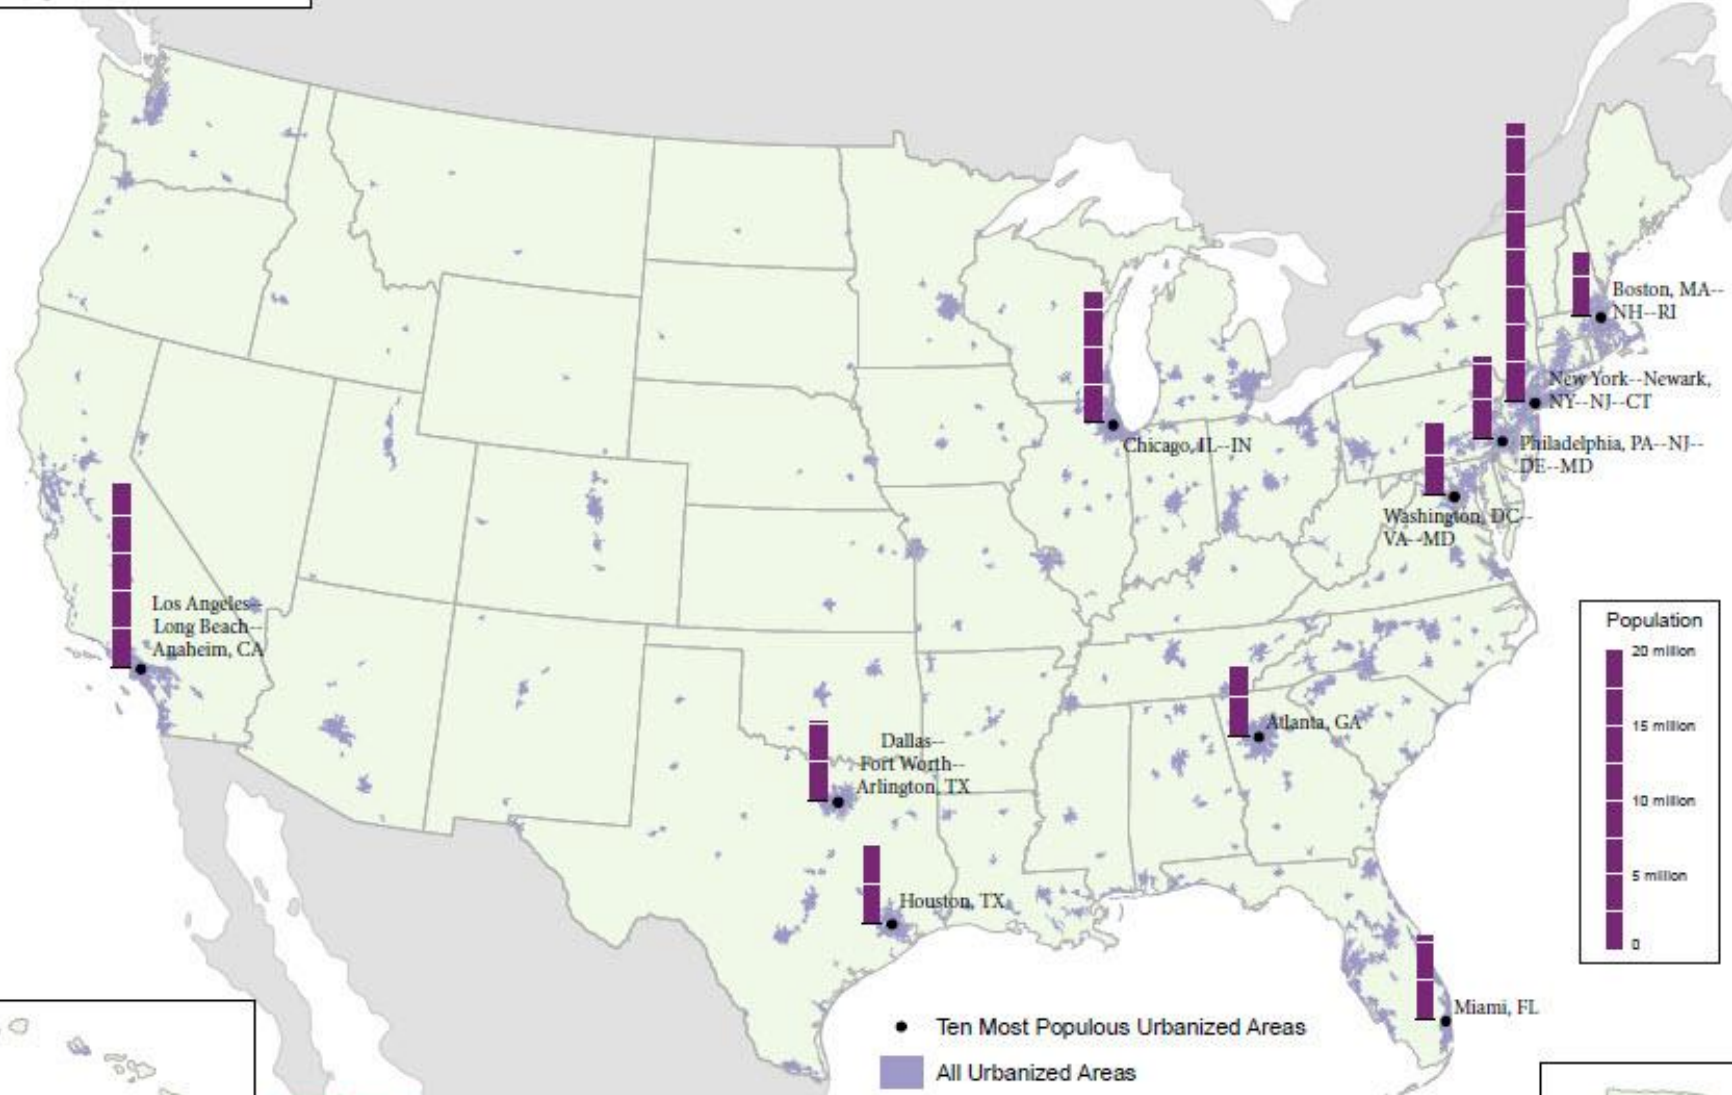 Boston, MA--
NH--RI
New York--Newark,
NY--NJ--CT
Chicago, IL--IN
Philadelphia, PA--NJ--
DE--MD
Washington, DC--
VA--MD
Los Angeles--
Long Beach--
Anaheim, CA
Population
20 million
15 million
10 million
5 million
0
Atlanta, GA
Dallas--
Fort Worth--
Arlington, TX
Houston, TX
Miami, FL
Ten Most Populous Urbanized Areas
All Urbanized Areas